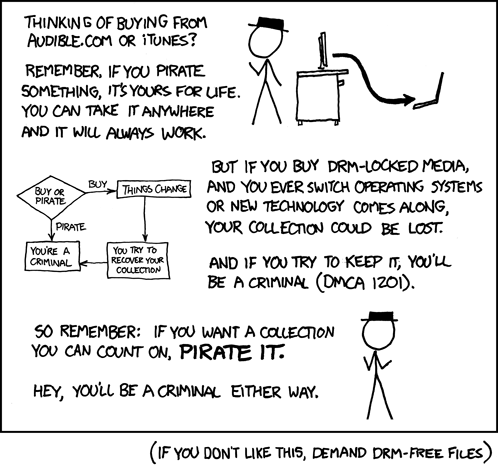 THINKING OF BUYING FROM
AUDIBLE.COM OR iTUNES?
REMEMBER, IF YOU PIRATE
SOMETHING, IT'S YOURS FOR LIFE.
YOU CAN TAKE IT ANYWHERE
AND IT WILL ALWAYS WORK.
BUY OR
PIRATE
BUY
THINGS CHANGE
PIRATE
YOU'RE A
CRIMINAL
YOU TRY TO
RECOVER YOUR
COLLECTION
BUT IF YOU BUY DRM-LOCKED MEDIA,
AND YOU EVER SWITCH OPERATING SYSTEMS
OR NEW TECHNOLOGY COMES ALONG,
YOUR COLLECTION COULD BE LOST.
AND IF YOU TRY TO KEEP IT, YOU'LL
BE A CRIMINAL (DMCA 1201).
SO REMEMBER: IF YOU WANT A COLLECTION
YOU CAN COUNT ON, PIRATE IT.
HEY, YOU'LL BE A CRIMINAL EITHER WAY.
(IF YOU DON'T LIKE THIS, DEMAND DRM-FREE FILES)